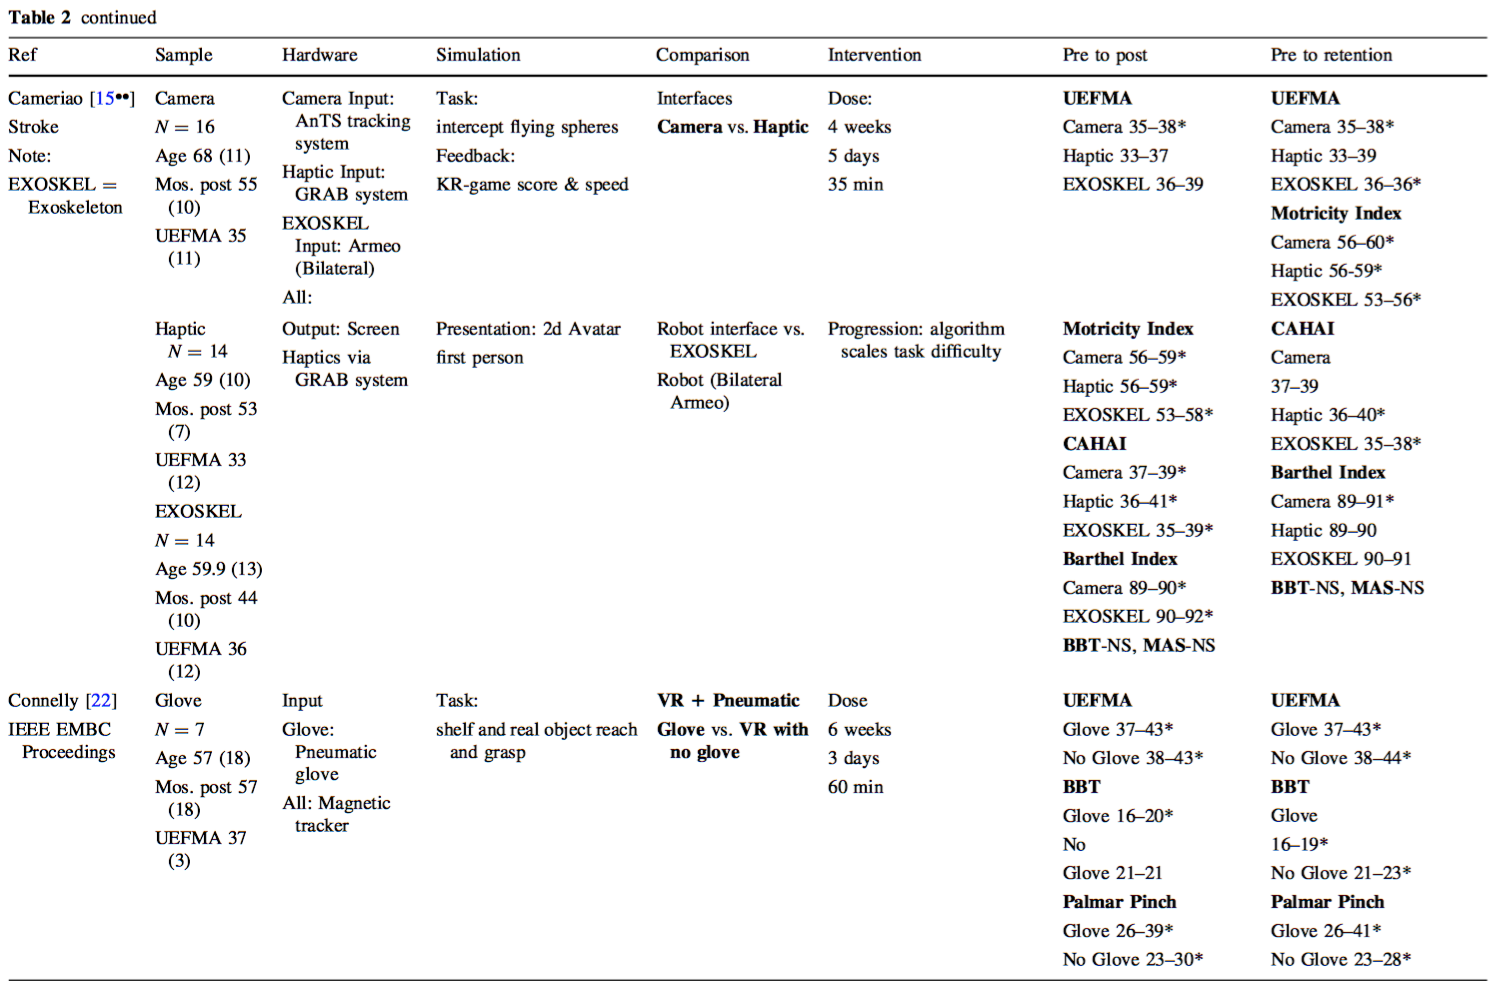 Table 2 continued
Ref Sample Hardware Simulation Comparison Intervention Pre to post Pre to retention
Cameriao [15••]
Stroke
Note:
EXOSKEL =
Exoskeleton
Camera
N = 16
Age 68 (11)
Mos. post 55
(10)
UEFMA 35
(11)
Camera Input:
AnTS tracking
system
Haptic Input:
GRAB system
EXOSKEL
Input: Armeo
(Bilateral)
All:
Task:
intercept flying spheres
Feedback:
KR-game score & speed
Interfaces
Camera vs. Haptic
Dose:
4 weeks
5 days
35 min
UEFMA
Camera 35–38*
Haptic 33–37
EXOSKEL 36–39
UEFMA
Camera 35–38*
Haptic 33–39
EXOSKEL 36–36*
Motricity Index
Camera 56–60*
Haptic 56-59*
EXOSKEL 53–56*
Haptic
N = 14
Age 59 (10)
Mos. post 53
(7)
UEFMA 33
(12)
EXOSKEL
N = 14
Age 59.9 (13)
Mos. post 44
(10)
UEFMA 36
(12)
Output: Screen
Haptics via
GRAB system
Presentation: 2d Avatar
first person
Robot interface vs.
EXOSKEL
Robot (Bilateral
Armeo)
Progression: algorithm
scales task difficulty
Motricity Index
Camera 56–59*
Haptic 56–59*
EXOSKEL 53–58*
CAHAI
Camera 37–39*
Haptic 36–41*
EXOSKEL 35–39*
Barthel Index
Camera 89–90*
EXOSKEL 90–92*
BBT-NS, MAS-NS
CAHAI
Camera
37–39
Haptic 36–40*
EXOSKEL 35–38*
Barthel Index
Camera 89–91*
Haptic 89–90
EXOSKEL 90–91
BBT-NS, MAS-NS
Connelly [22]
IEEE EMBC
Proceedings
Glove
N = 7
Age 57 (18)
Mos. post 57
(18)
UEFMA 37
(3)
Input
Glove:
Pneumatic
glove
All: Magnetic
tracker
Task:
shelf and real object reach
and grasp
VR + Pneumatic
Glove vs. VR with
no glove
Dose
6 weeks
3 days
60 min
UEFMA
Glove 37–43*
No Glove 38–43*
BBT
Glove 16–20*
No
Glove 21–21
Palmar Pinch
Glove 26–39*
No Glove 23–30*
UEFMA
Glove 37–43*
No Glove 38–44*
BBT
Glove
16–19*
No Glove 21–23*
Palmar Pinch
Glove 26–41*
No Glove 23–28*